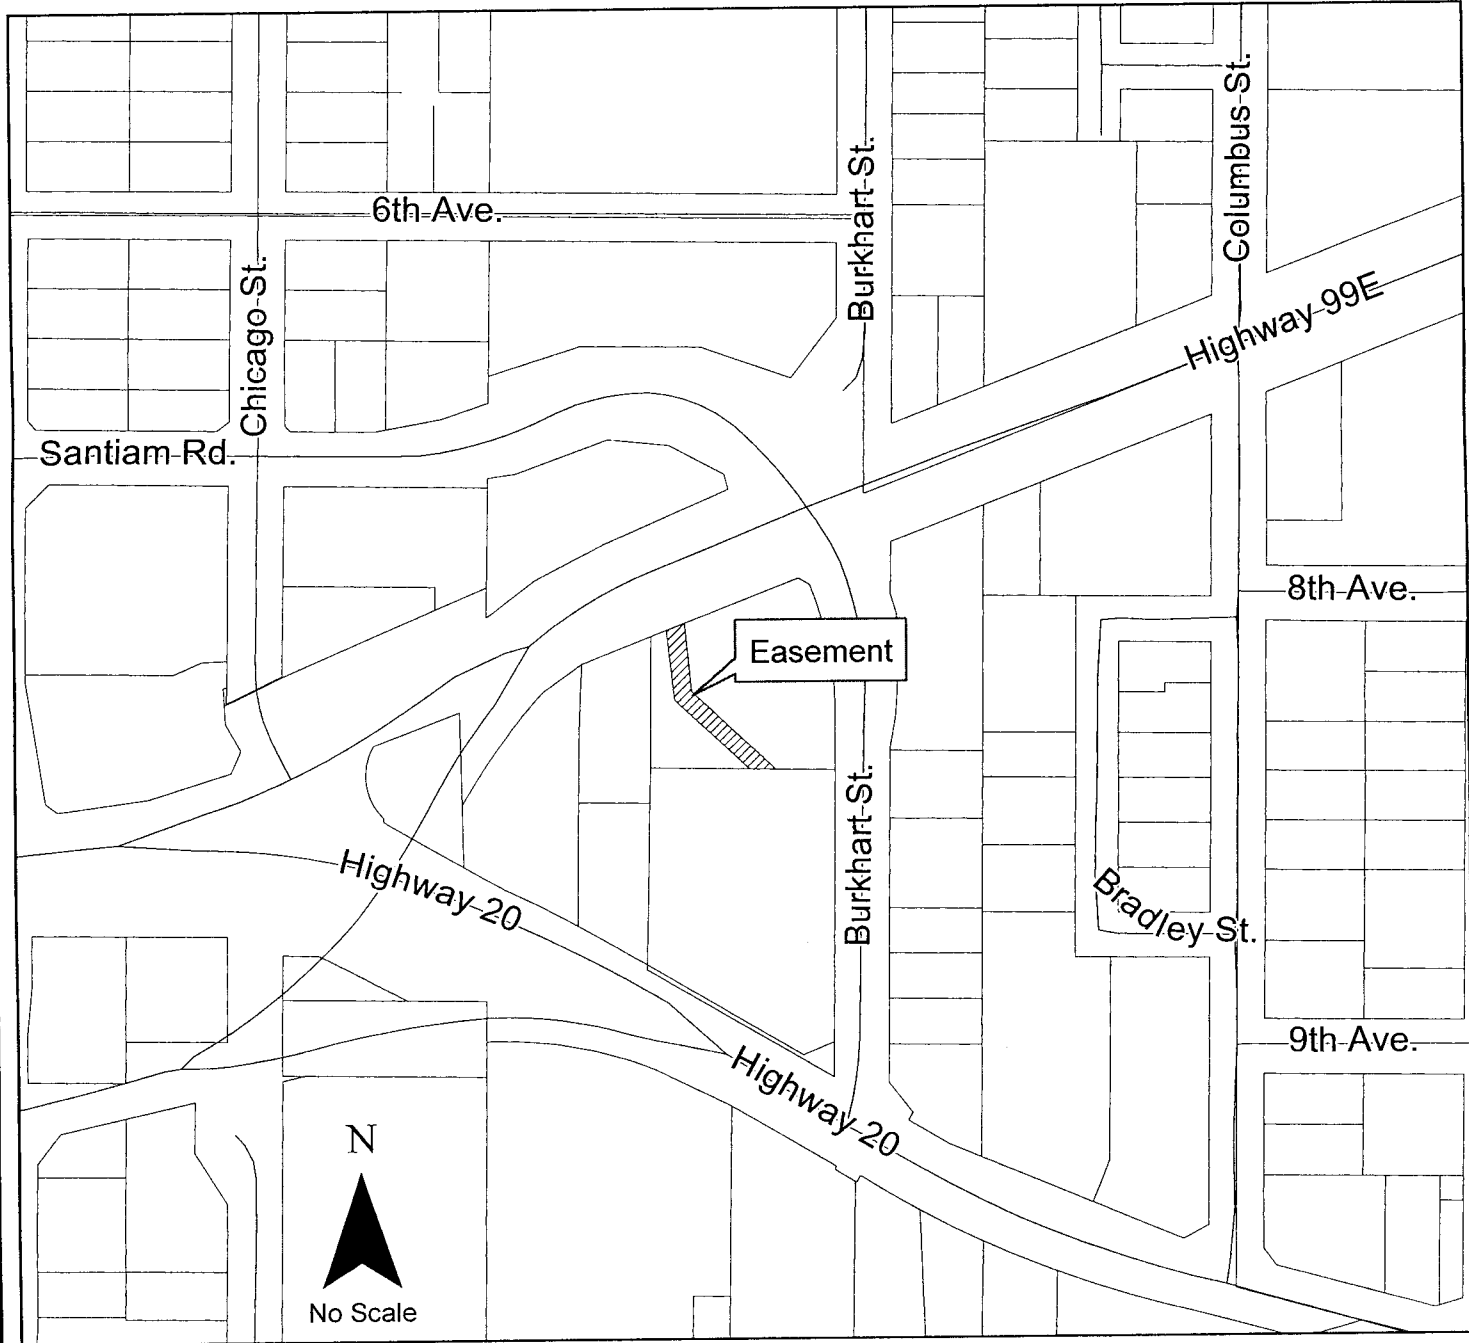 Columbus St.
Burkhart St.
6th Ave.
Chicago St.
Highway 99E
Santiam Rd.
8th Ave.
Easement
Burkhart St.
Highway 20
Bradley St.
9th Ave.
Highway 20
N
No Scale